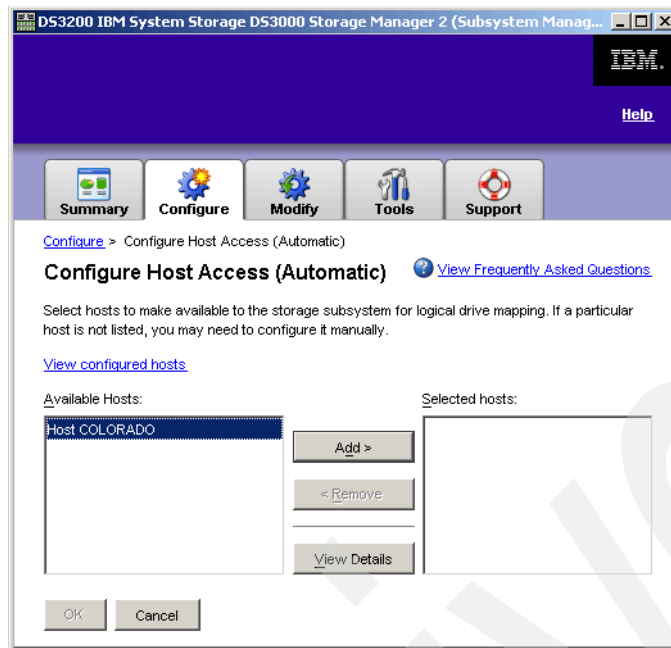 DS3200 IBM System Storage DS3000 Storage Manager 2 (Subsystem Manag...
IBM.
Help
Summary
Configure
Modify
Tools
Support
Configure > Configure Host Access (Automatic)
Configure Host Access (Automatic)
? View Frequently Asked Questions
Select hosts to make available to the storage subsystem for logical drive mapping. If a particular
host is not listed, you may need to configure it manually.
View configured hosts
Available Hosts:
Selected hosts:
Host COLORADO
Add >
< Remove
View Details
OK
Cancel